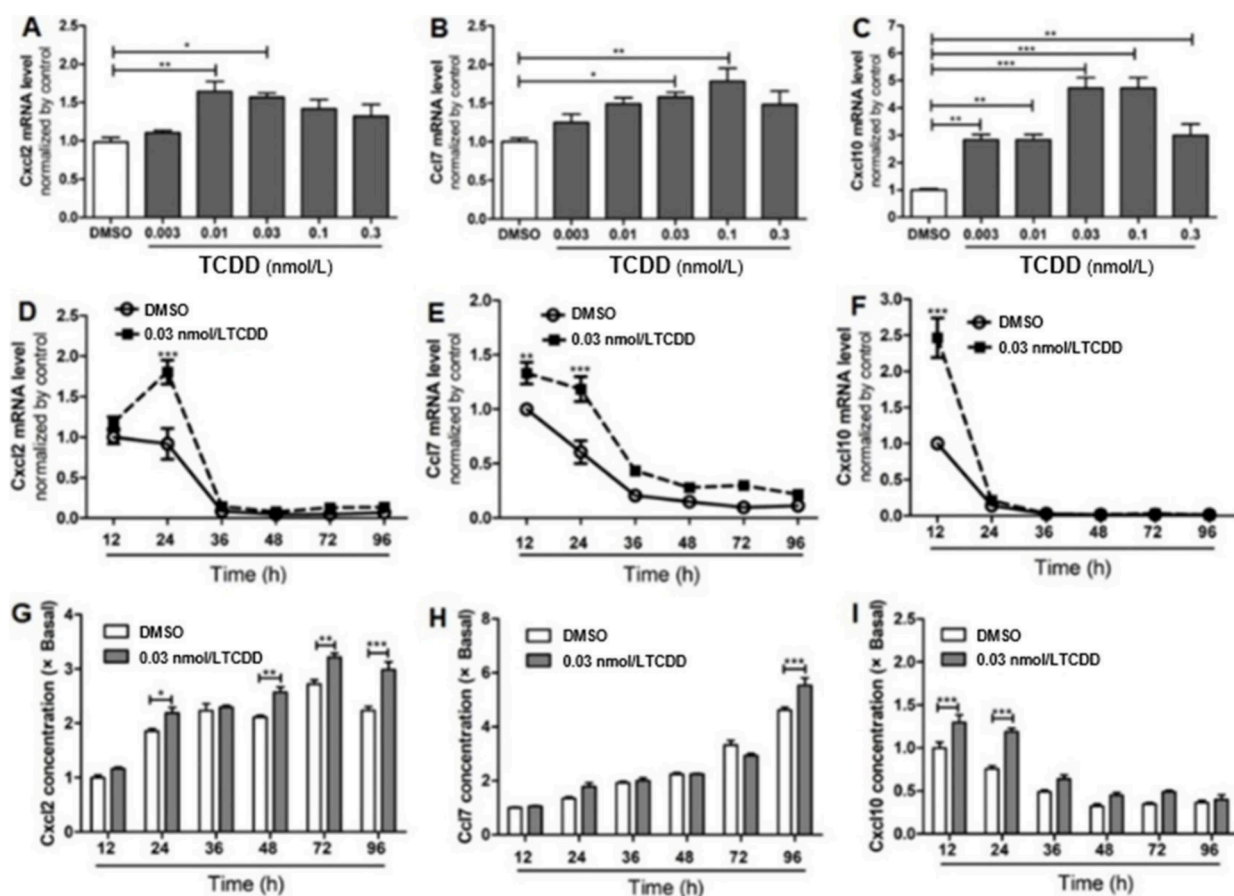 A
Cxcl2 mRNA level
normalized by control
2.5
2.0
1.5
1.0
0.5
0.0
*
**
DMSO 0.003 0.01 0.03 0.1 0.3
TCDD (nmol/L)
B
Ccl7 mRNA level
normalized by control
2.5
2.0
1.5
1.0
0.5
0.0
**
*
DMSO 0.003 0.01 0.03 0.1 0.3
TCDD (nmol/L)
C
Cxcl10 mRNA level
normalized by control
7
6
5
4
3
2
1
0
**
***
***
**
**
DMSO 0.003 0.01 0.03 0.1 0.3
TCDD (nmol/L)
D
Cxcl2 mRNA level
normalized by control
2.5
2.0
1.5
1.0
0.5
0.0
DMSO
0.03 nmol/LTCDD
***
12 24 36 48 72 96
Time (h)
E
Ccl7 mRNA level
normalized by control
2.0
1.5
1.0
0.5
0.0
DMSO
0.03 nmol/LTCDD
**
***
12 24 36 48 72 96
Time (h)
F
Cxcl10 mRNA level
normalized by control
3.0
2.5
2.0
1.5
1.0
0.5
0.0
***
DMSO
0.03 nmol/LTCDD
12 24 36 48 72 96
Time (h)
G
Cxcl2 concentration (× Basal)
4
3
2
1
0
DMSO
0.03 nmol/LTCDD
*
**
**
***
12 24 36 48 72 96
Time (h)
H
Ccl7 concentration (× Basal)
8
6
4
2
0
DMSO
0.03 nmol/LTCDD
***
12 24 36 48 72 96
Time (h)
I
Cxcl10 concentration (× Basal)
2.5
2.0
1.5
1.0
0.5
0.0
DMSO
0.03 nmol/LTCDD
***
***
12 24 36 48 72 96
Time (h)